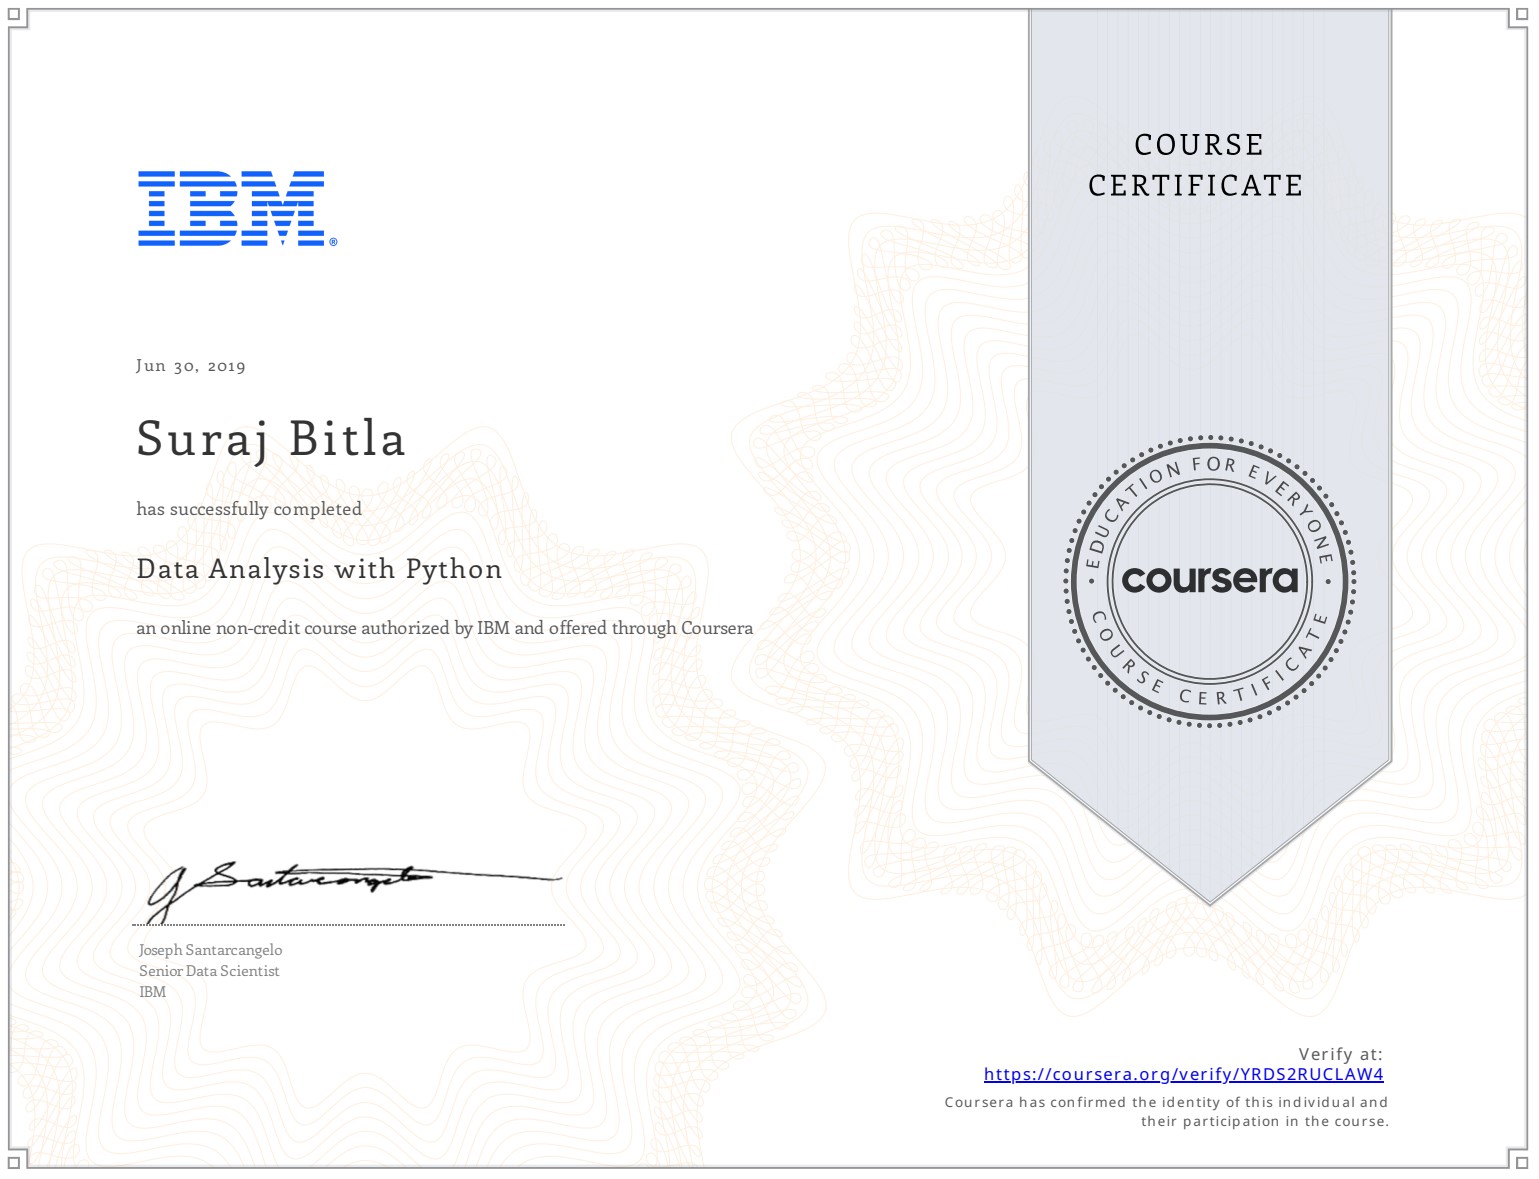 IBM®
Jun 30, 2019
Suraj Bitla
has successfully completed
Data Analysis with Python
an online non-credit course authorized by IBM and offered through Coursera
J Santarcangelo
Joseph Santarcangelo
Senior Data Scientist
IBM
COURSE
CERTIFICATE
EDUCATION FOR EVERYONE
coursera
COURSE CERTIFICATE
Verify at:
https://coursera.org/verify/YRDS2RUCLAW4
Coursera has confirmed the identity of this individual and
their participation in the course.